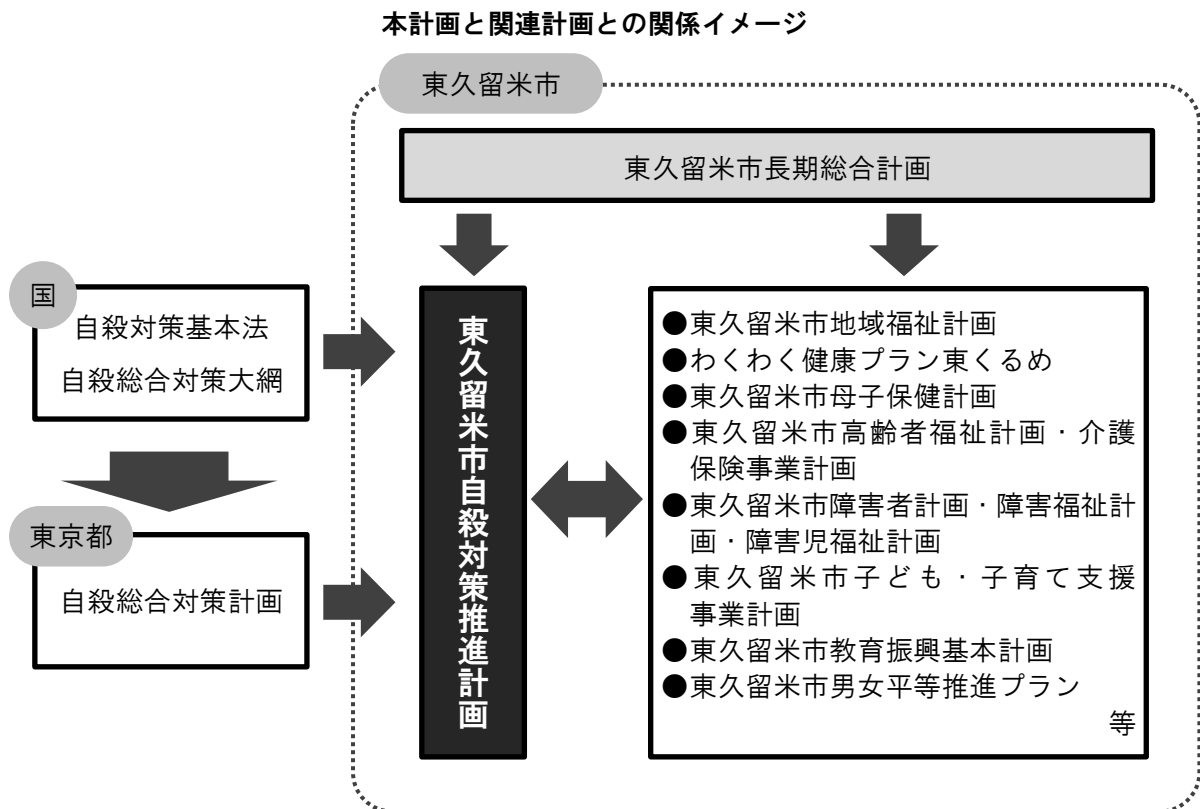 本計画と関連計画との関係イメージ
東久留米市
東久留米市長期総合計画
国
自殺対策基本法
自殺総合対策大綱
東京都
自殺総合対策計画
東久留米市自殺対策推進計画
●東久留米市地域福祉計画
●わくわく健康プラン東くるめ
●東久留米市母子保健計画
●東久留米市高齢者福祉計画・介護
保険事業計画
●東久留米市障害者計画・障害福祉計
画・障害児福祉計画
●東久留米市子ども・子育て支援
事業計画
●東久留米市教育振興基本計画
●東久留米市男女平等推進プラン
等